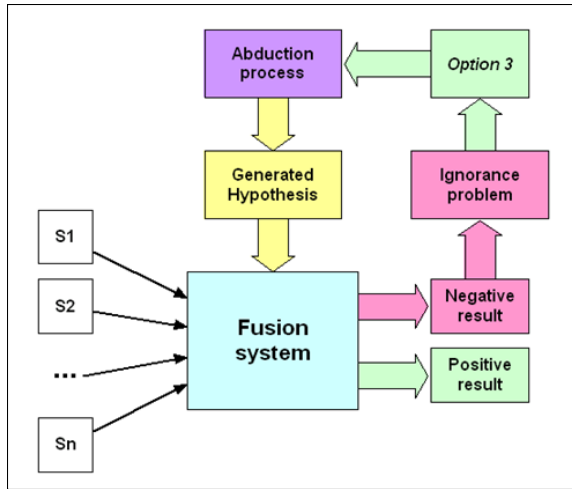 Abduction
process
Option 3
Generated
Hypothesis
Ignorance
problem
S1
S2
...
Sn
Fusion
system
Negative
result
Positive
result